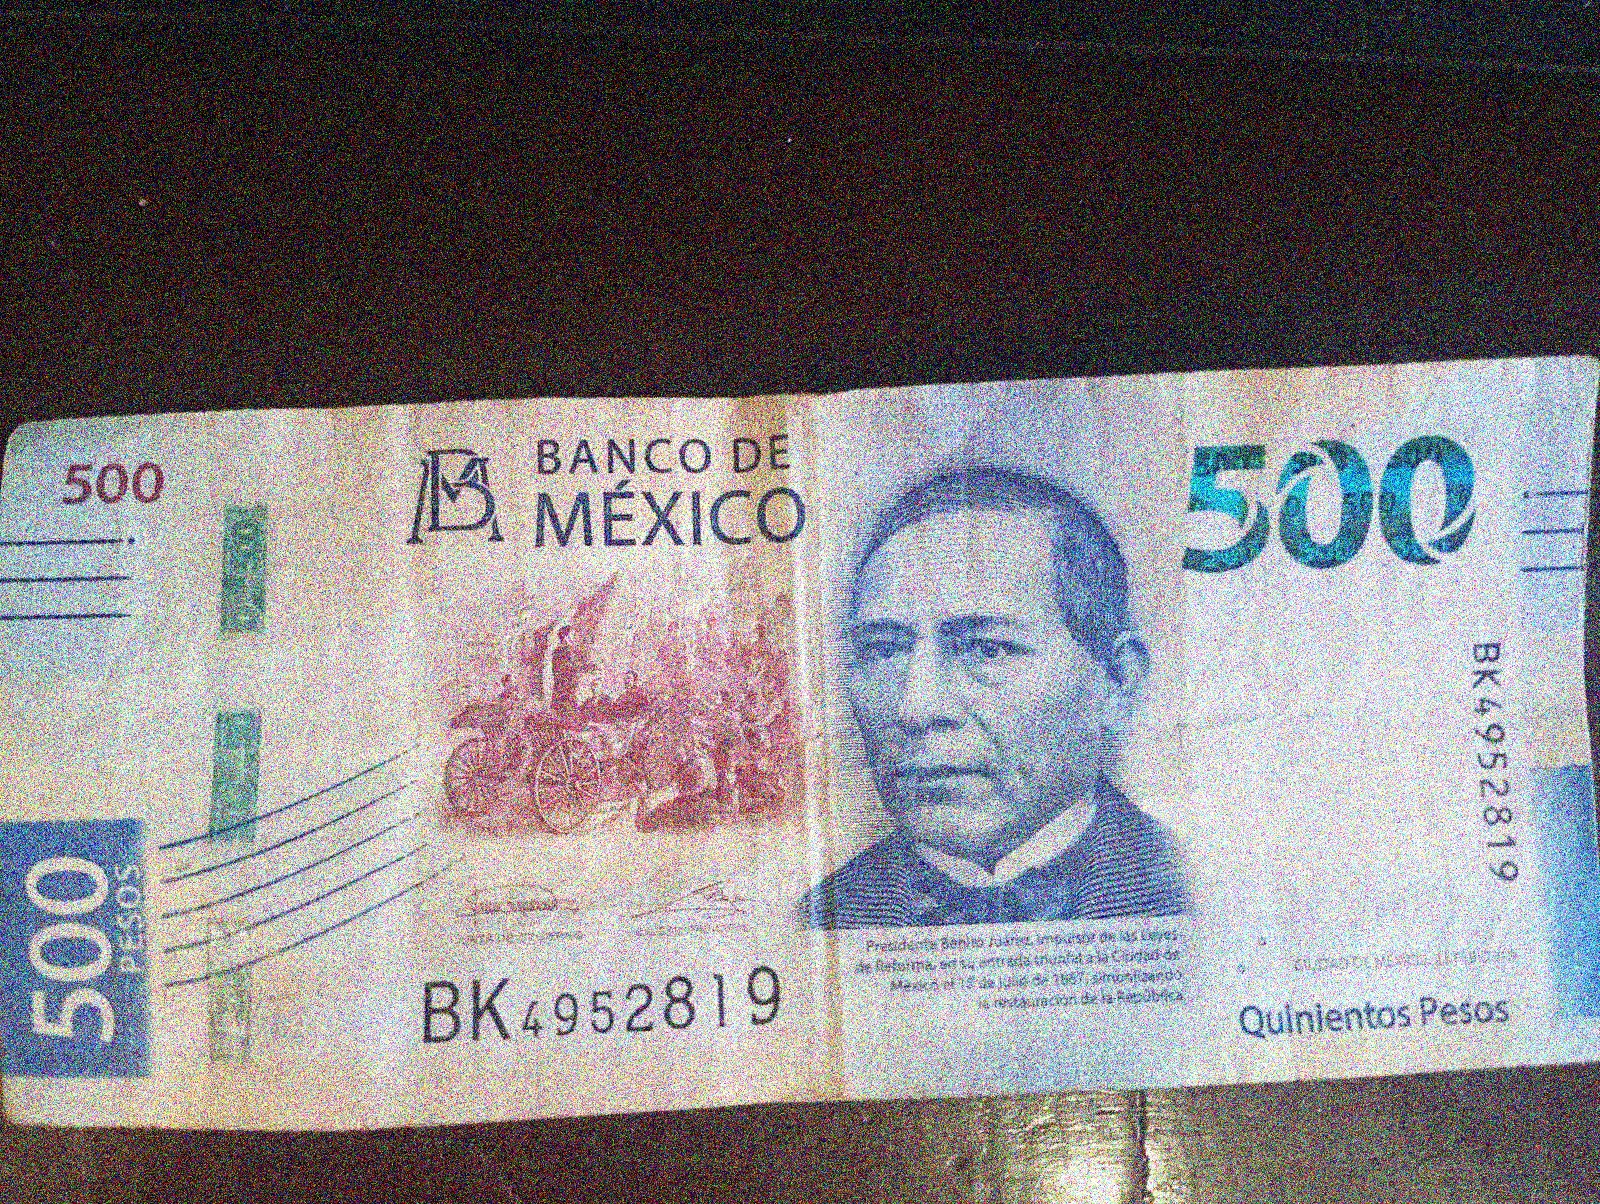 500
BANCO DE
MÉXICO
500
BK4952819
500
PESOS
BK4952819
Presidente Benito Juárez, impulsor de las Leyes
de Reforma, en su entrada triunfal a la Ciudad de
México el 15 de julio de 1867, simbolizando
la restauración de la República
Quinientos Pesos